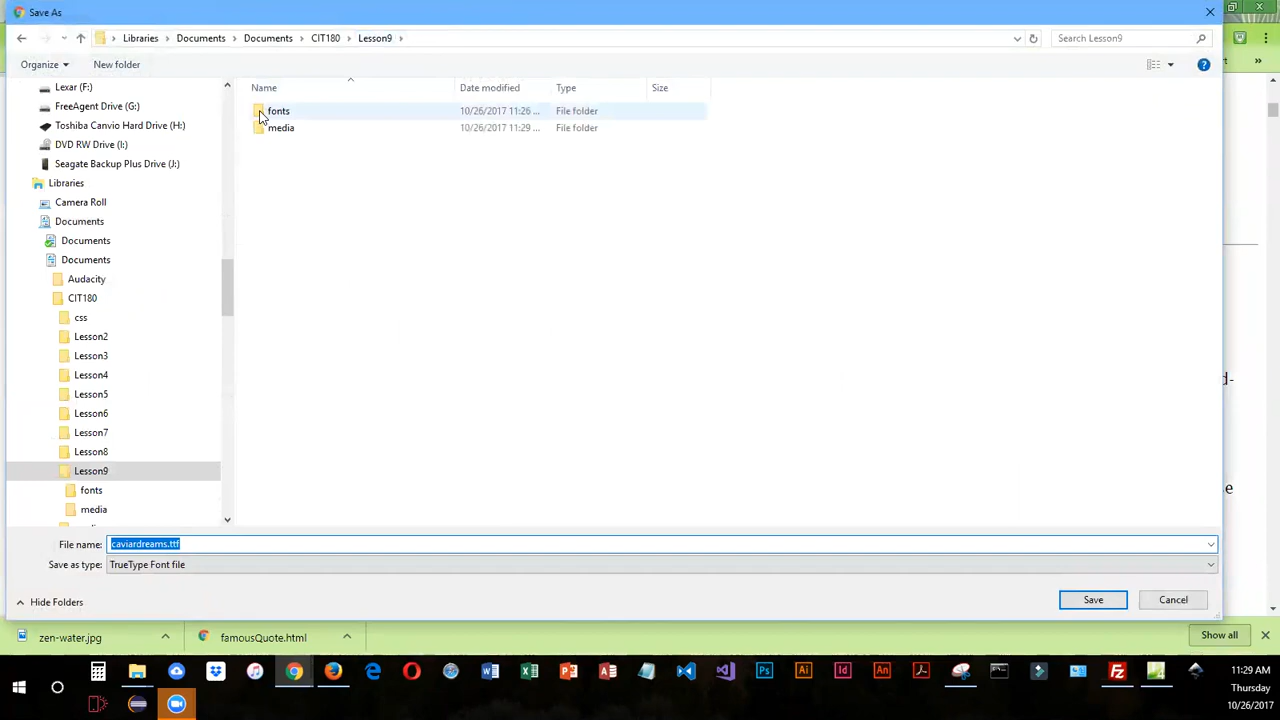 Save As
Libraries Documents Documents CIT180 Lesson9
Search Lesson9
Organize
New folder
Lexar (F:)
FreeAgent Drive (G:)
Toshiba Canvio Hard Drive (H:)
DVD RW Drive (I:)
Seagate Backup Plus Drive (J:)
Libraries
Camera Roll
Documents
Documents
Documents
Audacity
CIT180
css
Lesson2
Lesson3
Lesson4
Lesson5
Lesson6
Lesson7
Lesson8
Lesson9
fonts
media
Name Date modified Type Size
fonts 10/26/2017 11:26 ... File folder
media 10/26/2017 11:29 ... File folder
d-
e
File name: caviardreams.ttf
Save as type: TrueType Font file
Hide Folders
Save
Cancel
zen-water.jpg
famousQuote.html
Show all
11:29 AM
Thursday
10/26/2017